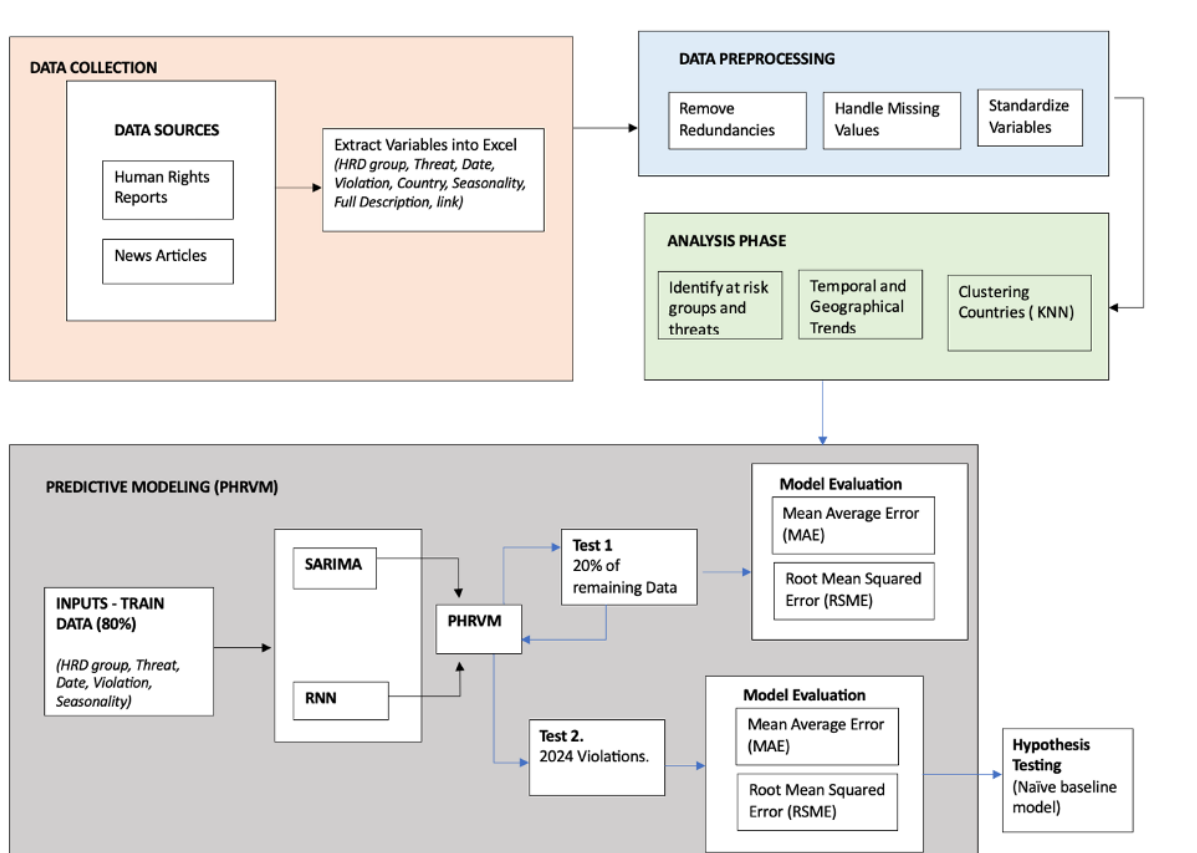 DATA COLLECTION
DATA SOURCES
Human Rights
Reports
News Articles
Extract Variables into Excel
(HRD group, Threat, Date,
Violation, Country, Seasonality,
Full Description, link)
DATA PREPROCESSING
Remove
Redundancies
Handle Missing
Values
Standardize
Variables
ANALYSIS PHASE
Identify at risk
groups and
threats
Temporal and
Geographical
Trends
Clustering
Countries ( KNN)
PREDICTIVE MODELING (PHRVM)
INPUTS - TRAIN
DATA (80%)
(HRD group, Threat,
Date, Violation,
Seasonality)
SARIMA
RNN
PHRVM
Test 1
20% of
remaining Data
Model Evaluation
Mean Average Error
(MAE)
Root Mean Squared
Error (RSME)
Test 2.
2024 Violations.
Model Evaluation
Mean Average Error
(MAE)
Root Mean Squared
Error (RSME)
Hypothesis
Testing
(Naïve baseline
model)